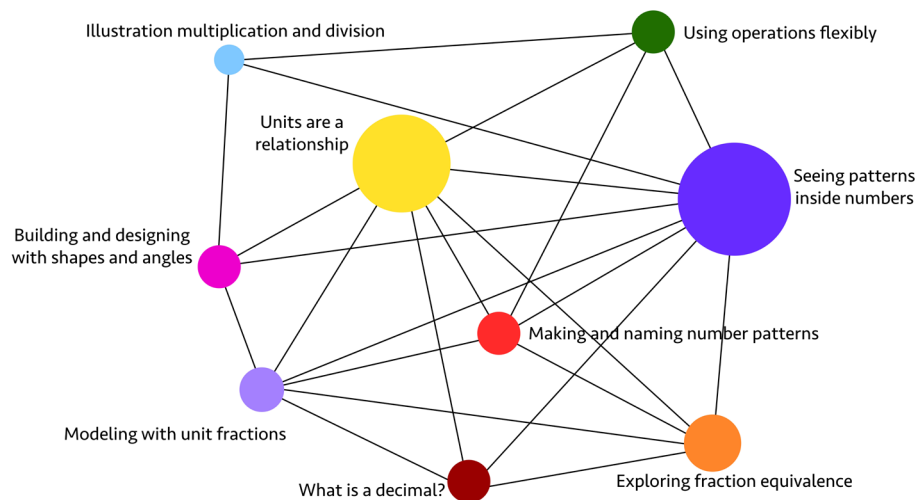 Illustration multiplication and division
Using operations flexibly
Units are a
relationship
Seeing patterns
inside numbers
Building and designing
with shapes and angles
Making and naming number patterns
Modeling with unit fractions
Exploring fraction equivalence
What is a decimal?